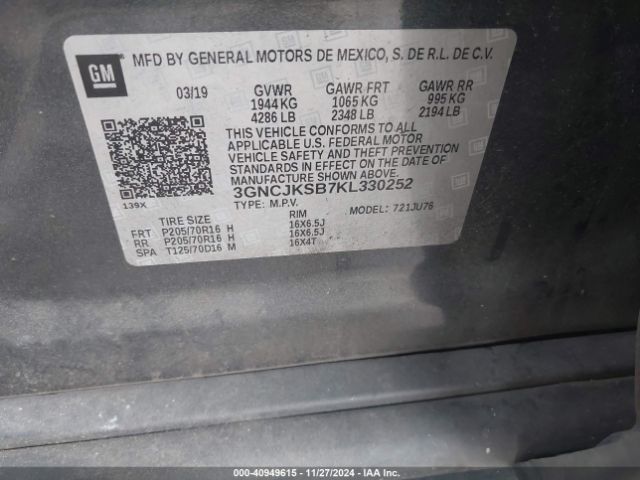 GM
MFD BY GENERAL MOTORS DE MEXICO, S. DE R.L. DE C.V.
03/19 GVWR GAWR FRT GAWR RR
1944 KG 1065 KG 995 KG
4286 LB 2348 LB 2194 LB
THIS VEHICLE CONFORMS TO ALL
APPLICABLE U.S. FEDERAL MOTOR
VEHICLE SAFETY AND THEFT PREVENTION
STANDARDS IN EFFECT ON THE DATE OF
MANUFACTURE SHOWN ABOVE.
3GNCJKSB7KL330252
139X
TYPE: M.P.V. MODEL: 721JU76
TIRE SIZE RIM
FRT P205/70R16 H 16X6.5J
RR P205/70R16 H 16X6.5J
SPA T125/70D16 M 16X4T
000-40949615 - 11/27/2024 - IAA Inc.